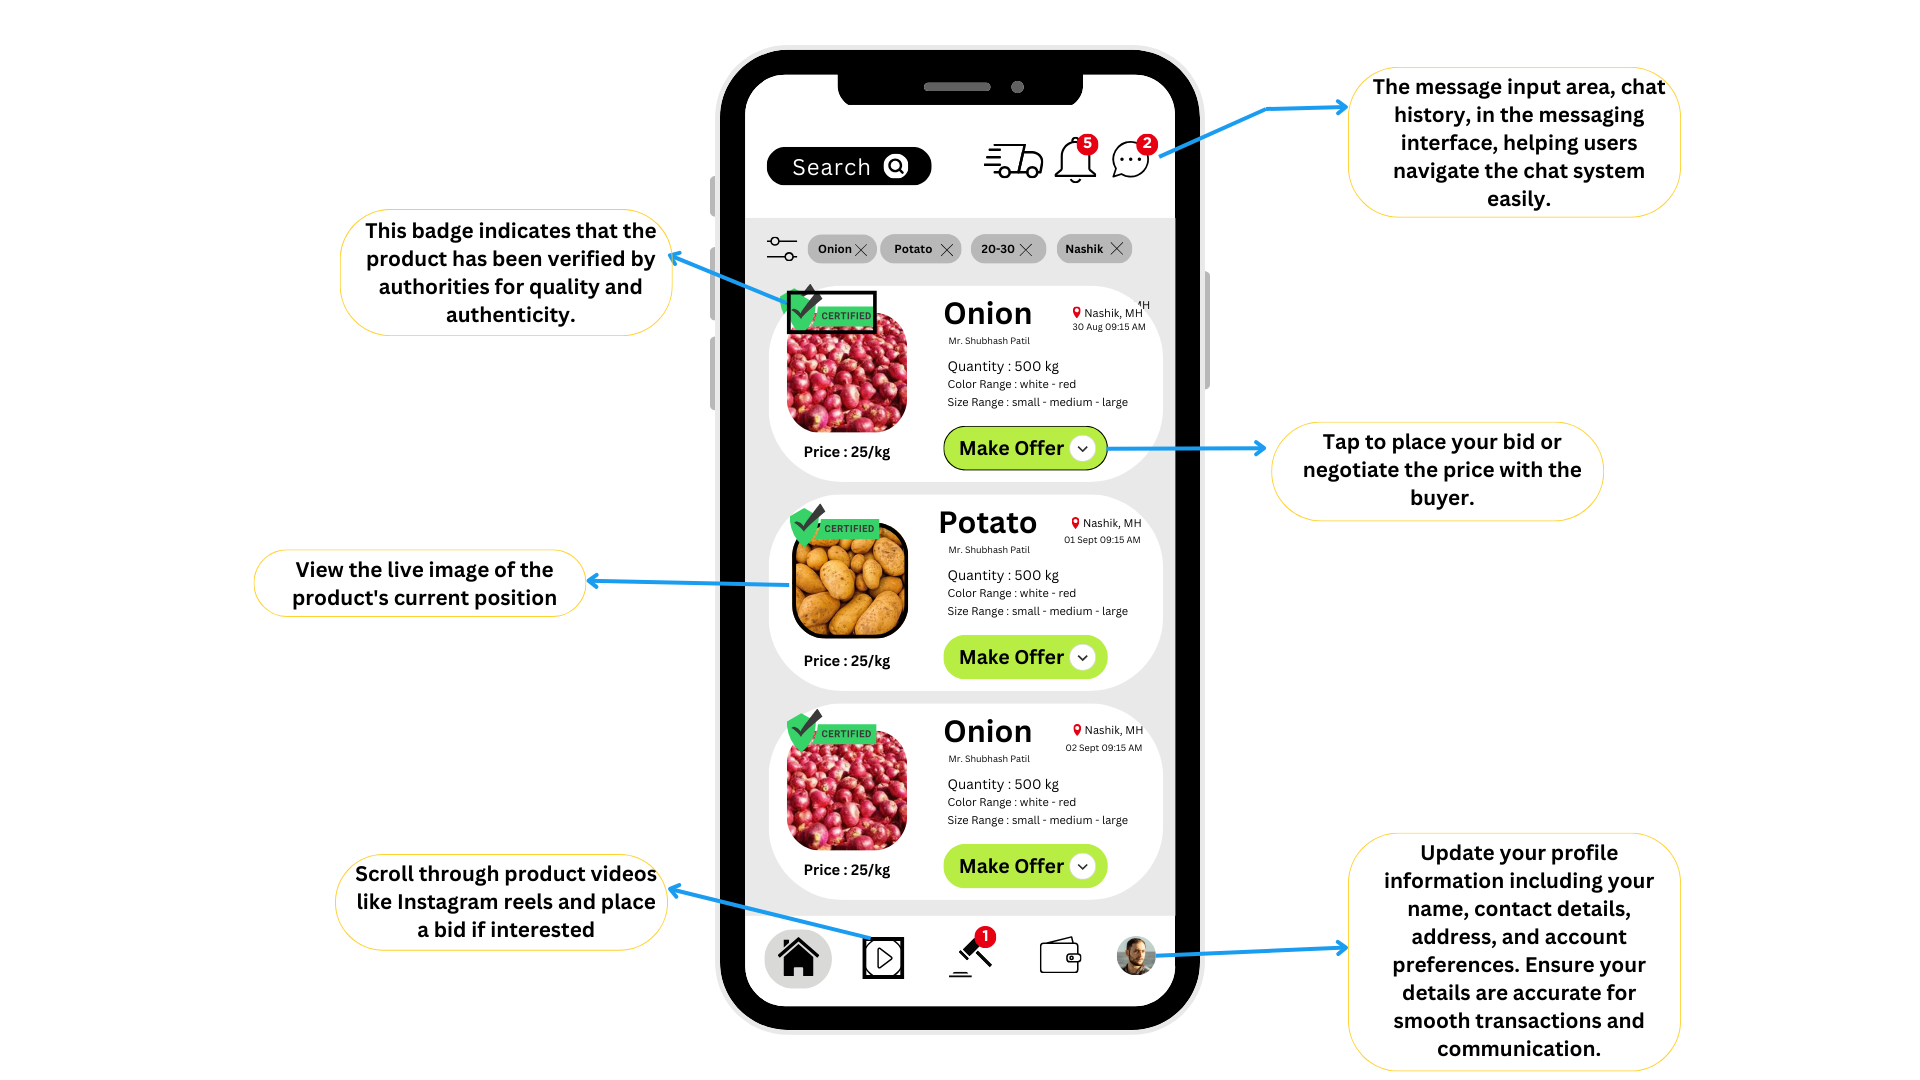 The message input area, chat
history, in the messaging
interface, helping users
navigate the chat system
easily.
5
2
Search
This badge indicates that the
product has been verified by
authorities for quality and
authenticity.
Onion
Potato
20-30
Nashik
CERTIFIED
Onion
Nashik, MH
30 Aug 09:15 AM
Mr. Shubhash Patil
Quantity : 500 kg
Color Range : white - red
Size Range : small - medium - large
Price : 25/kg
Make Offer
Tap to place your bid or
negotiate the price with the
buyer.
CERTIFIED
Potato
Nashik, MH
01 Sept 09:15 AM
Mr. Shubhash Patil
Quantity : 500 kg
Color Range : white - red
Size Range : small - medium - large
Price : 25/kg
Make Offer
View the live image of the
product's current position
CERTIFIED
Onion
Nashik, MH
02 Sept 09:15 AM
Mr. Shubhash Patil
Quantity : 500 kg
Color Range : white - red
Size Range : small - medium - large
Price : 25/kg
Make Offer
Scroll through product videos
like Instagram reels and place
a bid if interested
1
Update your profile
information including your
name, contact details,
address, and account
preferences. Ensure your
details are accurate for
smooth transactions and
communication.